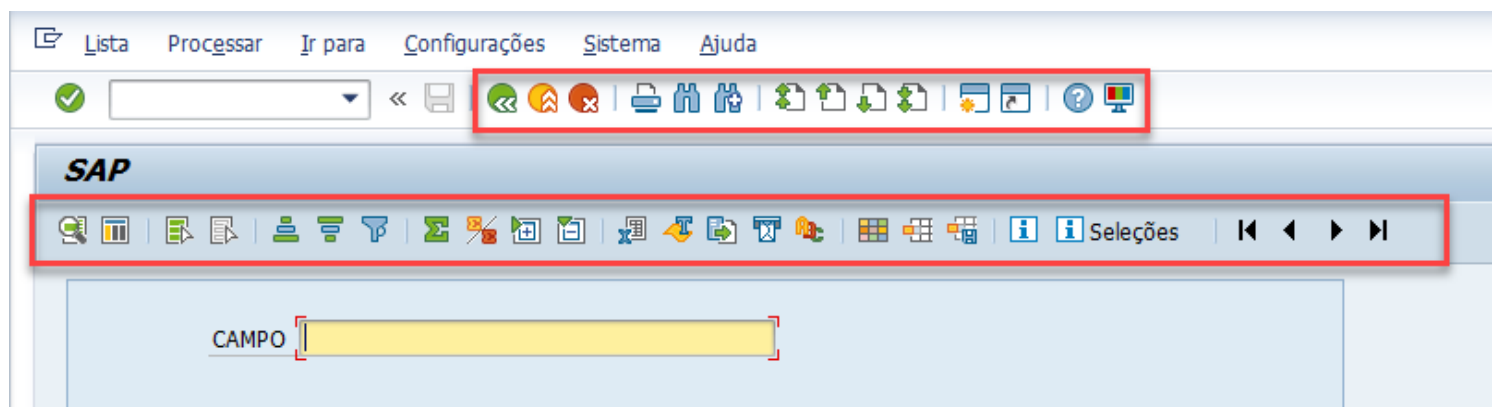 Lista Processar Ir para Configurações Sistema Ajuda
SAP
Seleções
CAMPO